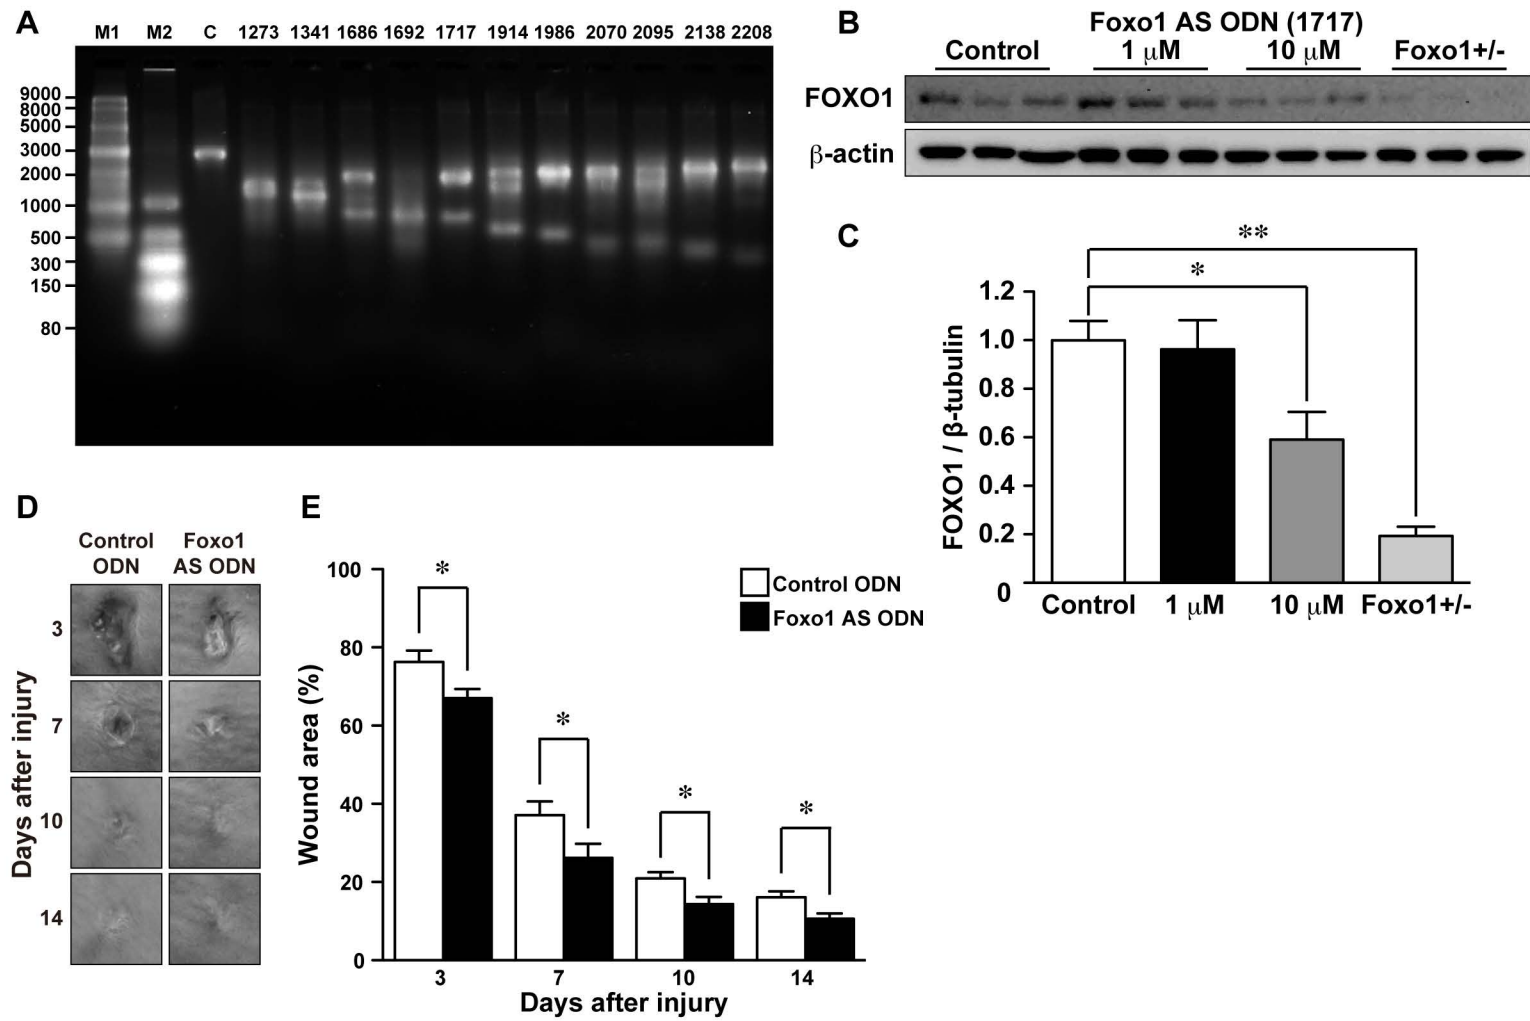 A
M1 M2 C 1273 1341 1686 1692 1717 1914 1986 2070 2095 2138 2208
9000
8000
5000
3000
2000
1000
500
300
150
80
B
Foxo1 AS ODN (1717)
Control 1 μM 10 μM Foxo1+/-
FOXO1
β-actin
C
**
*
1.2
1.0
0.8
0.6
0.4
0.2
0
FOXO1 / β-tubulin
Control 1 μM 10 μM Foxo1+/-
D
Control ODN
Foxo1 AS ODN
3
7
10
14
Days after injury
E
100
80
60
40
20
0
Wound area (%)
*
*
*
*
Control ODN
Foxo1 AS ODN
3 7 10 14
Days after injury